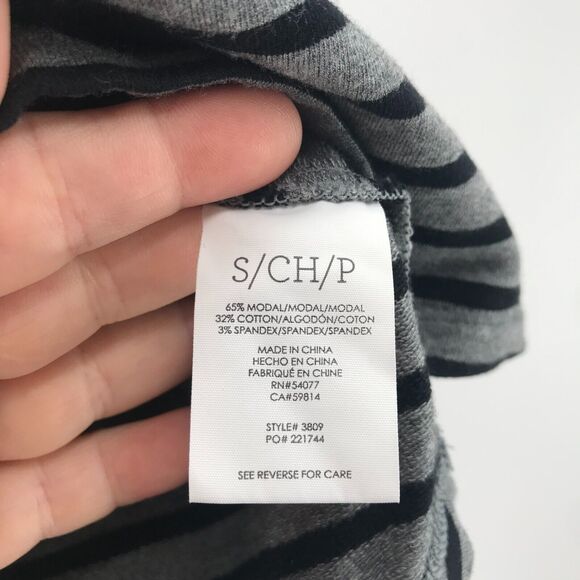 S/CH/P
65% MODAL/MODAL/MODAL
32% COTTON/ALGODÓN/COTON
3% SPANDEX/SPANDEX/SPANDEX
MADE IN CHINA
HECHO EN CHINA
FABRIQUÉ EN CHINE
RN#54077
CA#59814
STYLE# 3809
PO# 221744
SEE REVERSE FOR CARE